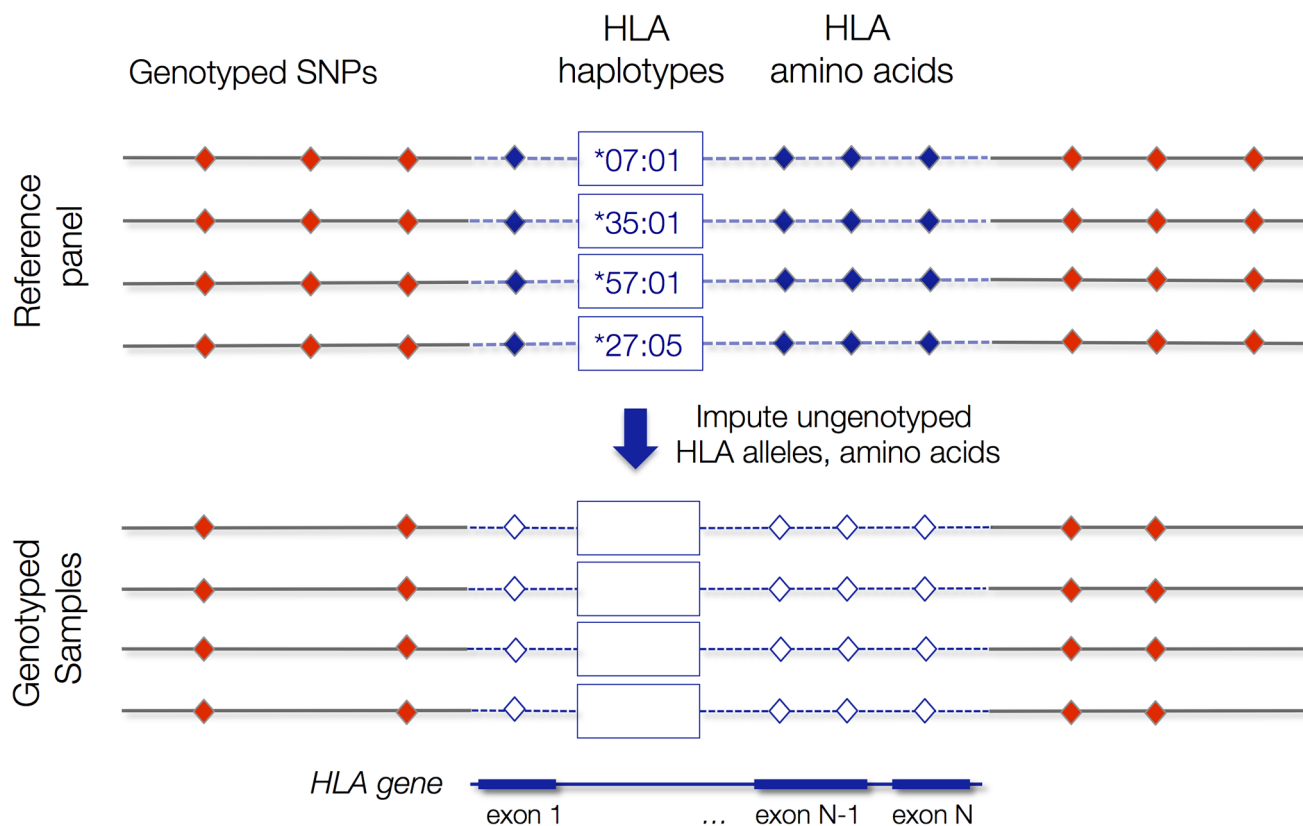 Genotyped SNPs
HLA
haplotypes
HLA
amino acids
Reference
panel
*07:01
*35:01
*57:01
*27:05
Impute ungenotyped
HLA alleles, amino acids
Genotyped
Samples
HLA gene
exon 1
...
exon N-1
exon N